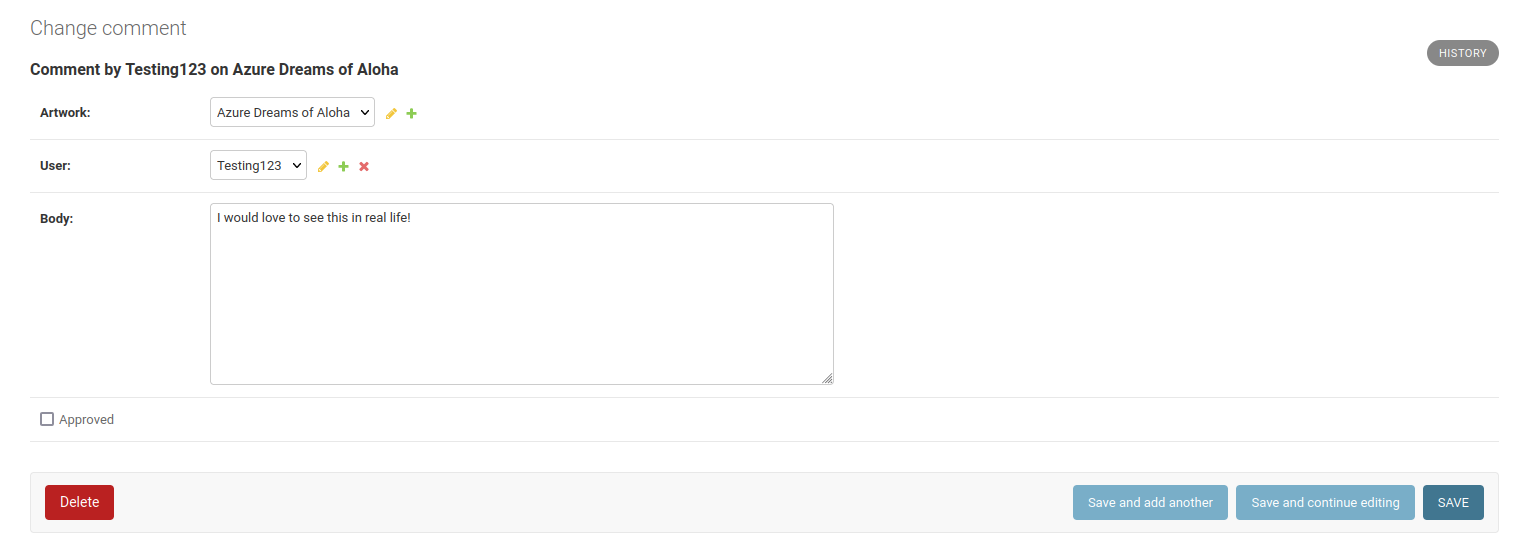 Change comment
HISTORY
Comment by Testing123 on Azure Dreams of Aloha
Artwork: Azure Dreams of Aloha
User: Testing123
Body: I would love to see this in real life!
Approved
Delete Save and add another Save and continue editing SAVE